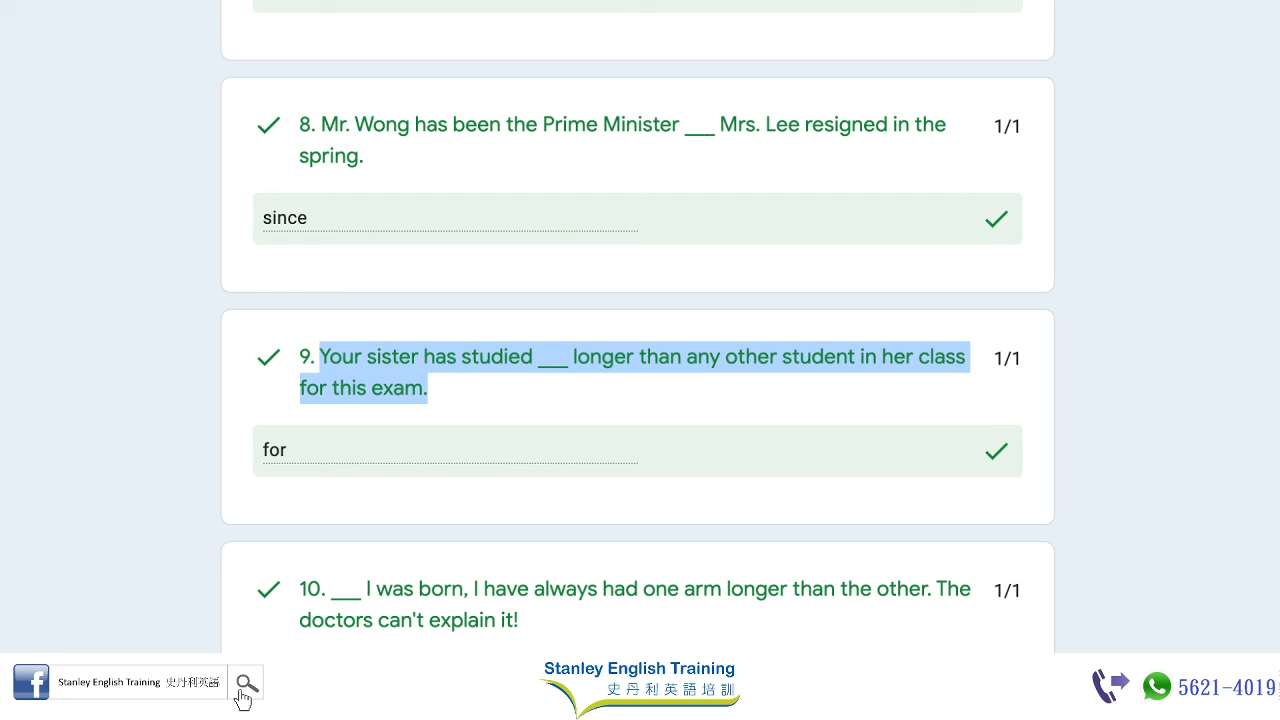 8. Mr. Wong has been the Prime Minister ___ Mrs. Lee resigned in the
spring.
1/1
since
9. Your sister has studied ___ longer than any other student in her class
for this exam.
1/1
for
10. ___ I was born, I have always had one arm longer than the other. The
doctors can't explain it!
1/1
Stanley English Training 史丹利英語
Stanley English Training
史丹利英語培訓
5621-4019